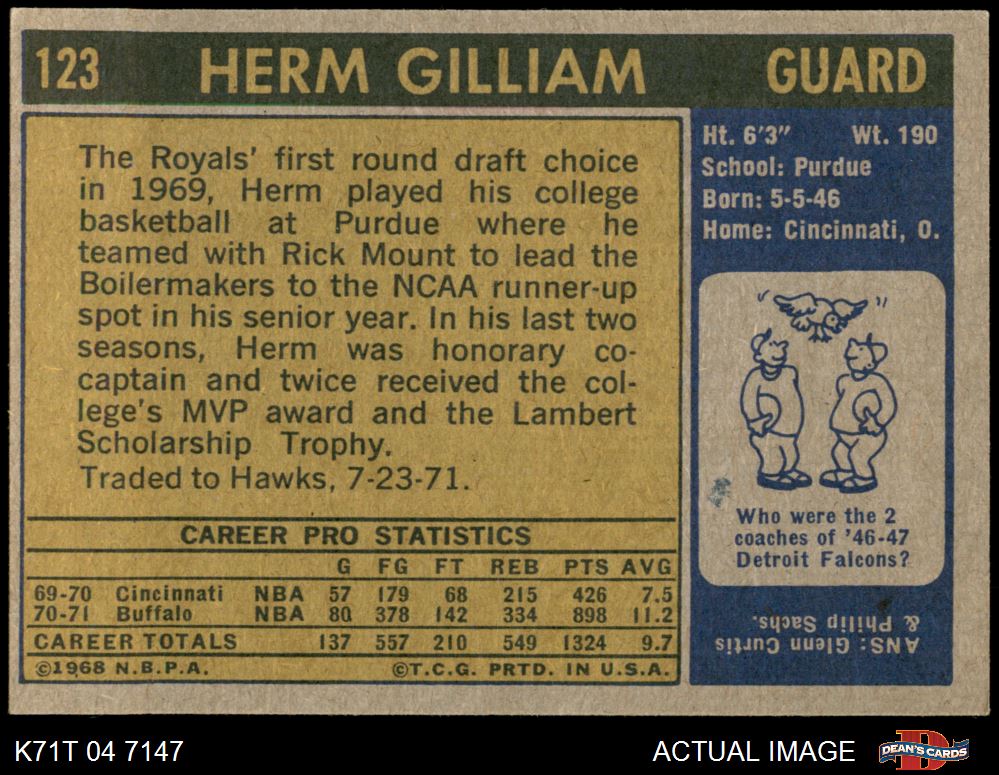 123 HERM GILLIAM GUARD
The Royals' first round draft choice
in 1969, Herm played his college
basketball at Purdue where he
teamed with Rick Mount to lead the
Boilermakers to the NCAA runner-up
spot in his senior year. In his last two
seasons, Herm was honorary co-
captain and twice received the col-
lege's MVP award and the Lambert
Scholarship Trophy.
Traded to Hawks, 7-23-71.
CAREER PRO STATISTICS
G FG FT REB PTS AVG
69-70 Cincinnati NBA 57 179 68 215 426 7.5
70-71 Buffalo NBA 80 378 142 334 898 11.2
CAREER TOTALS 137 557 210 549 1324 9.7
©1968 N.B.P.A. ©T.C.G. PRTD. IN U.S.A.
Ht. 6'3" Wt. 190
School: Purdue
Born: 5-5-46
Home: Cincinnati, O.
Who were the 2
coaches of '46-47
Detroit Falcons?
ANS: Glenn Curtis
& Philip Sachs.
K71T 04 7147 ACTUAL IMAGE DEAN'S CARDS